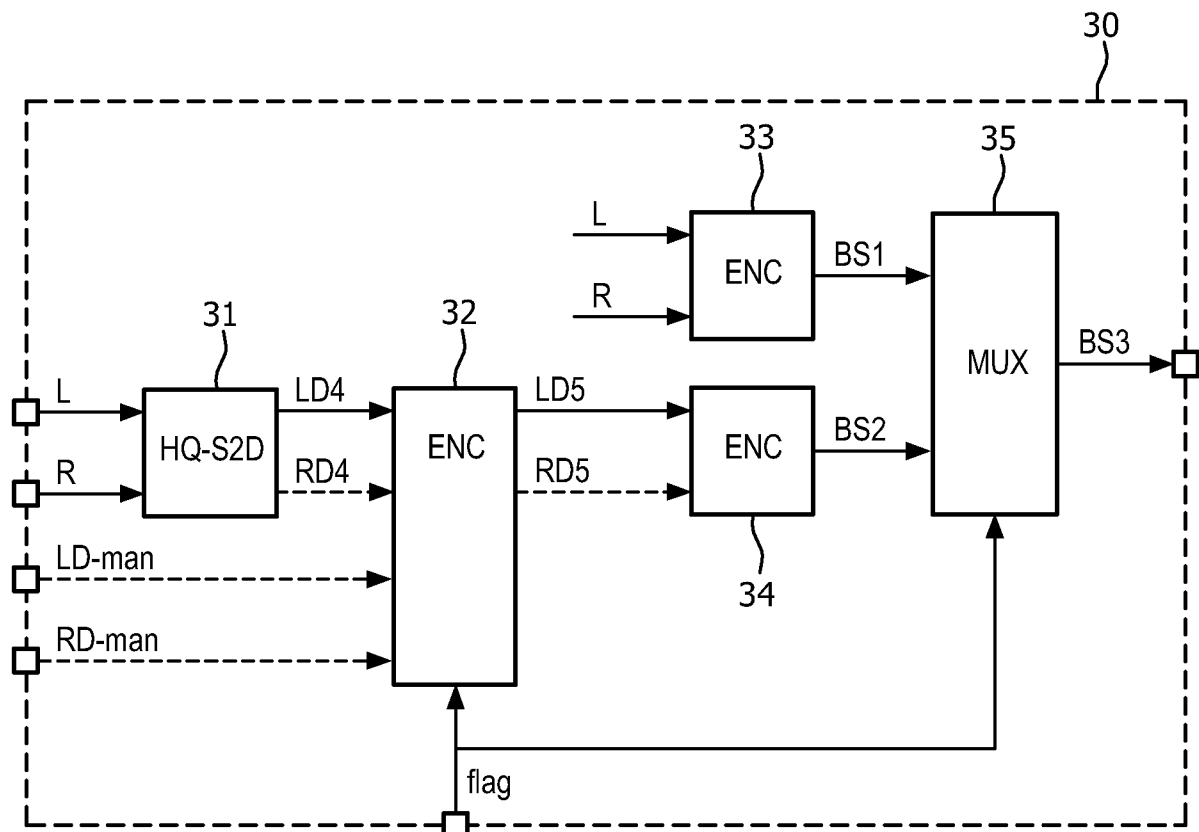 30
33
35
L
ENC
BS1
R
31
32
MUX
BS3
L
LD4
LD5
HQ-S2D
ENC
ENC
BS2
R
RD4
RD5
LD-man
34
RD-man
flag